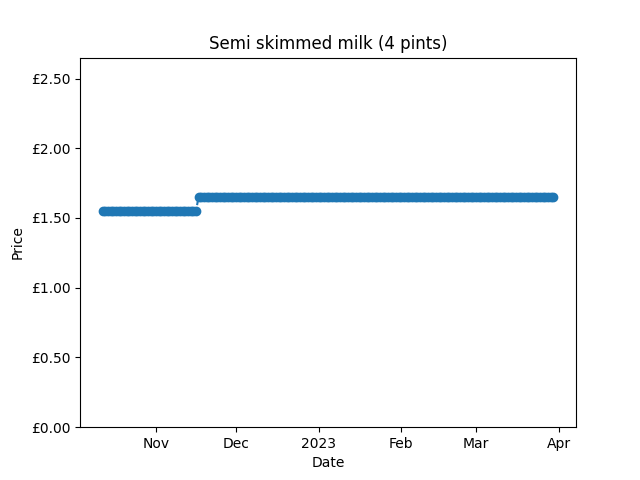 Semi skimmed milk (4 pints)
£2.50
£2.00
£1.50
£1.00
£0.50
£0.00
Price
Nov Dec 2023 Feb Mar Apr
Date